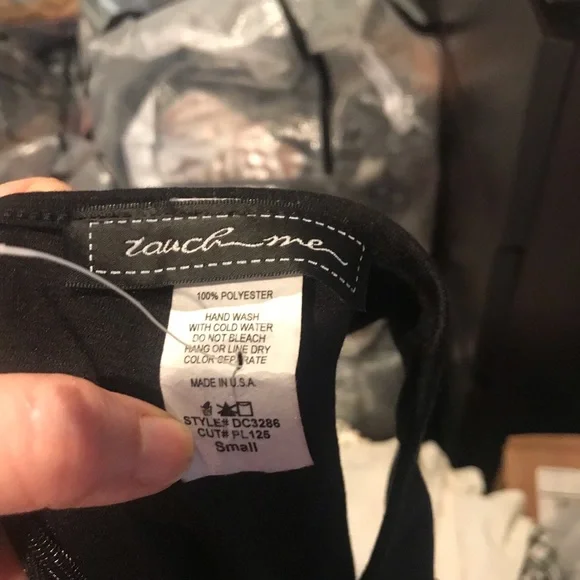 touch me
100% POLYESTER
HAND WASH
WITH COLD WATER
DO NOT BLEACH
HANG OR LINE DRY
COLOR SEPERATE
MADE IN U.S.A.
STYLE# DC3286
CUT# PL125
Small